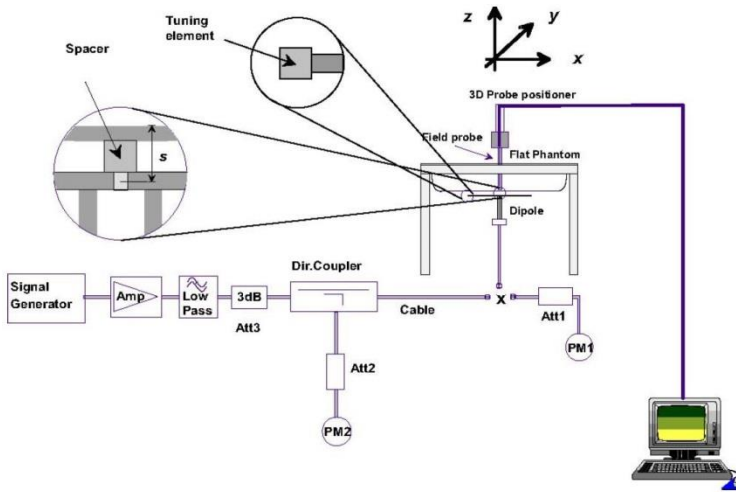 Tuning
element
Spacer
s
z
y
x
3D Probe positioner
Field probe
Flat Phantom
Dipole
Dir.Coupler
Signal
Generator
Amp
Low
Pass
3dB
Att3
Cable
x
Att1
PM1
Att2
PM2